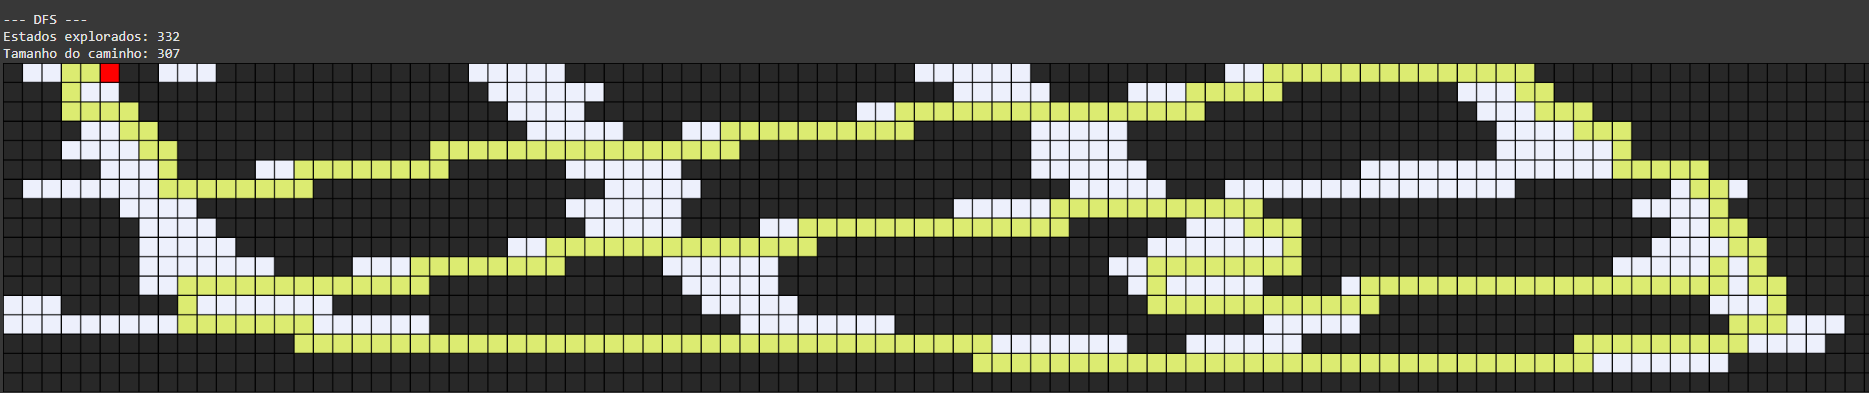 --- DFS ---
Estados explorados: 332
Tamanho do caminho: 307